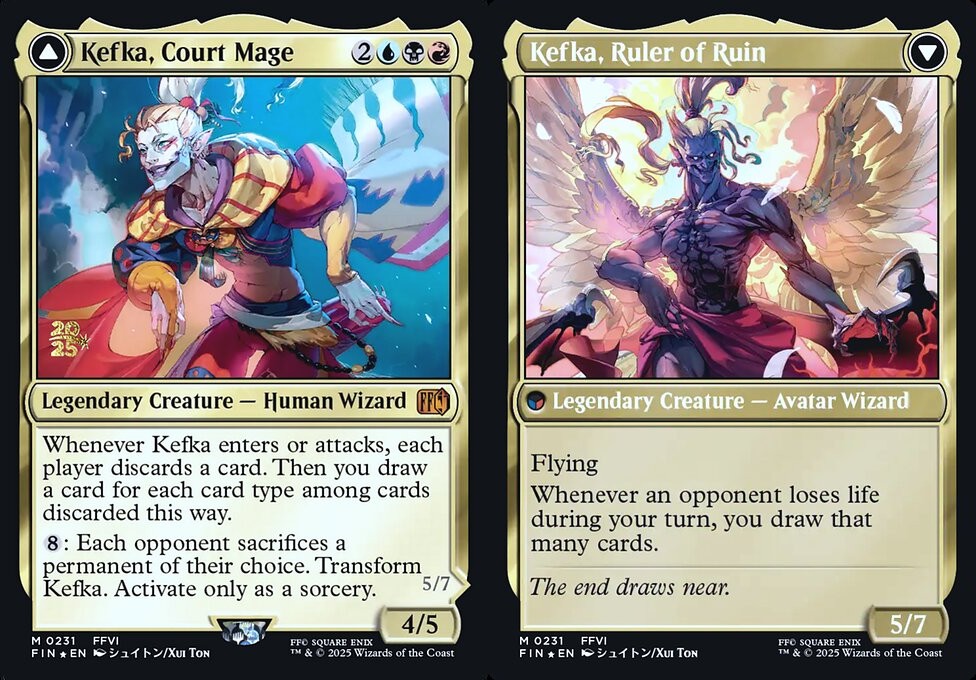 Kefka, Court Mage 2
20
25
Legendary Creature — Human Wizard FFVI
Whenever Kefka enters or attacks, each
player discards a card. Then you draw
a card for each card type among cards
discarded this way.
8: Each opponent sacrifices a
permanent of their choice. Transform
Kefka. Activate only as a sorcery.
5/7
4/5
M 0231 FFVI
FIN★EN シュイトン/Xui Ton
FF© SQUARE ENIX
™ & © 2025 Wizards of the Coast
Kefka, Ruler of Ruin
Legendary Creature — Avatar Wizard
Flying
Whenever an opponent loses life
during your turn, you draw that
many cards.
The end draws near.
5/7
M 0231 FFVI
FIN★EN シュイトン/Xui Ton
FF© SQUARE ENIX
™ & © 2025 Wizards of the Coast